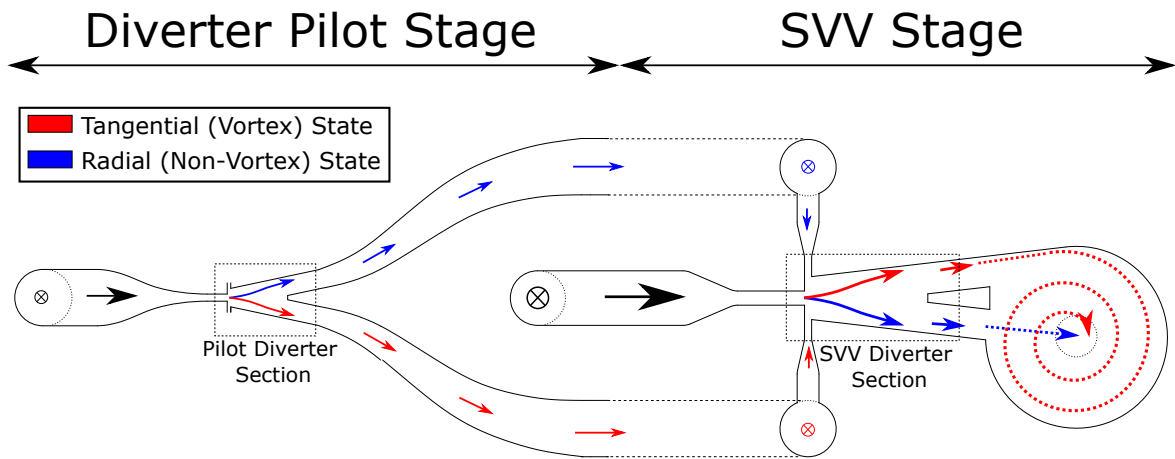 Diverter Pilot Stage
SVV Stage
Tangential (Vortex) State
Radial (Non-Vortex) State
Pilot Diverter
Section
SVV Diverter
Section